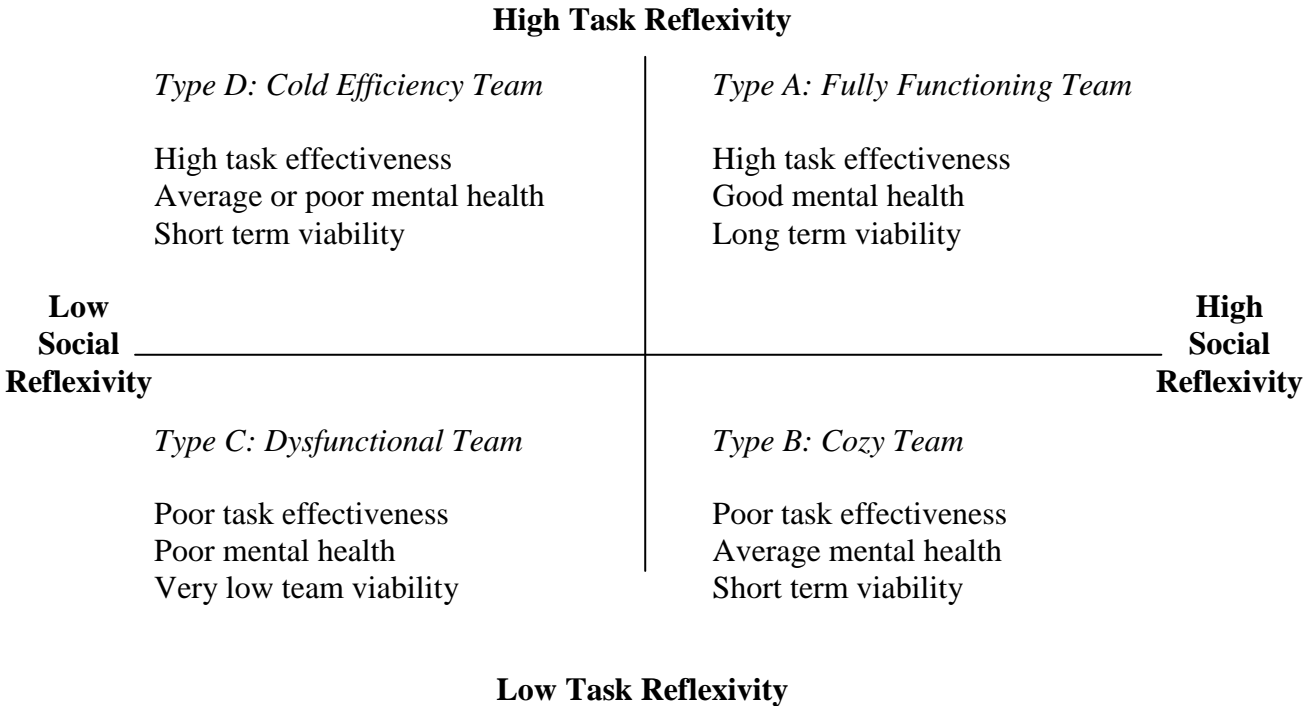 High Task Reflexivity
Type D: Cold Efficiency Team
High task effectiveness
Average or poor mental health
Short term viability
Type A: Fully Functioning Team
High task effectiveness
Good mental health
Long term viability
Low
Social
Reflexivity
High
Social
Reflexivity
Type C: Dysfunctional Team
Poor task effectiveness
Poor mental health
Very low team viability
Type B: Cozy Team
Poor task effectiveness
Average mental health
Short term viability
Low Task Reflexivity